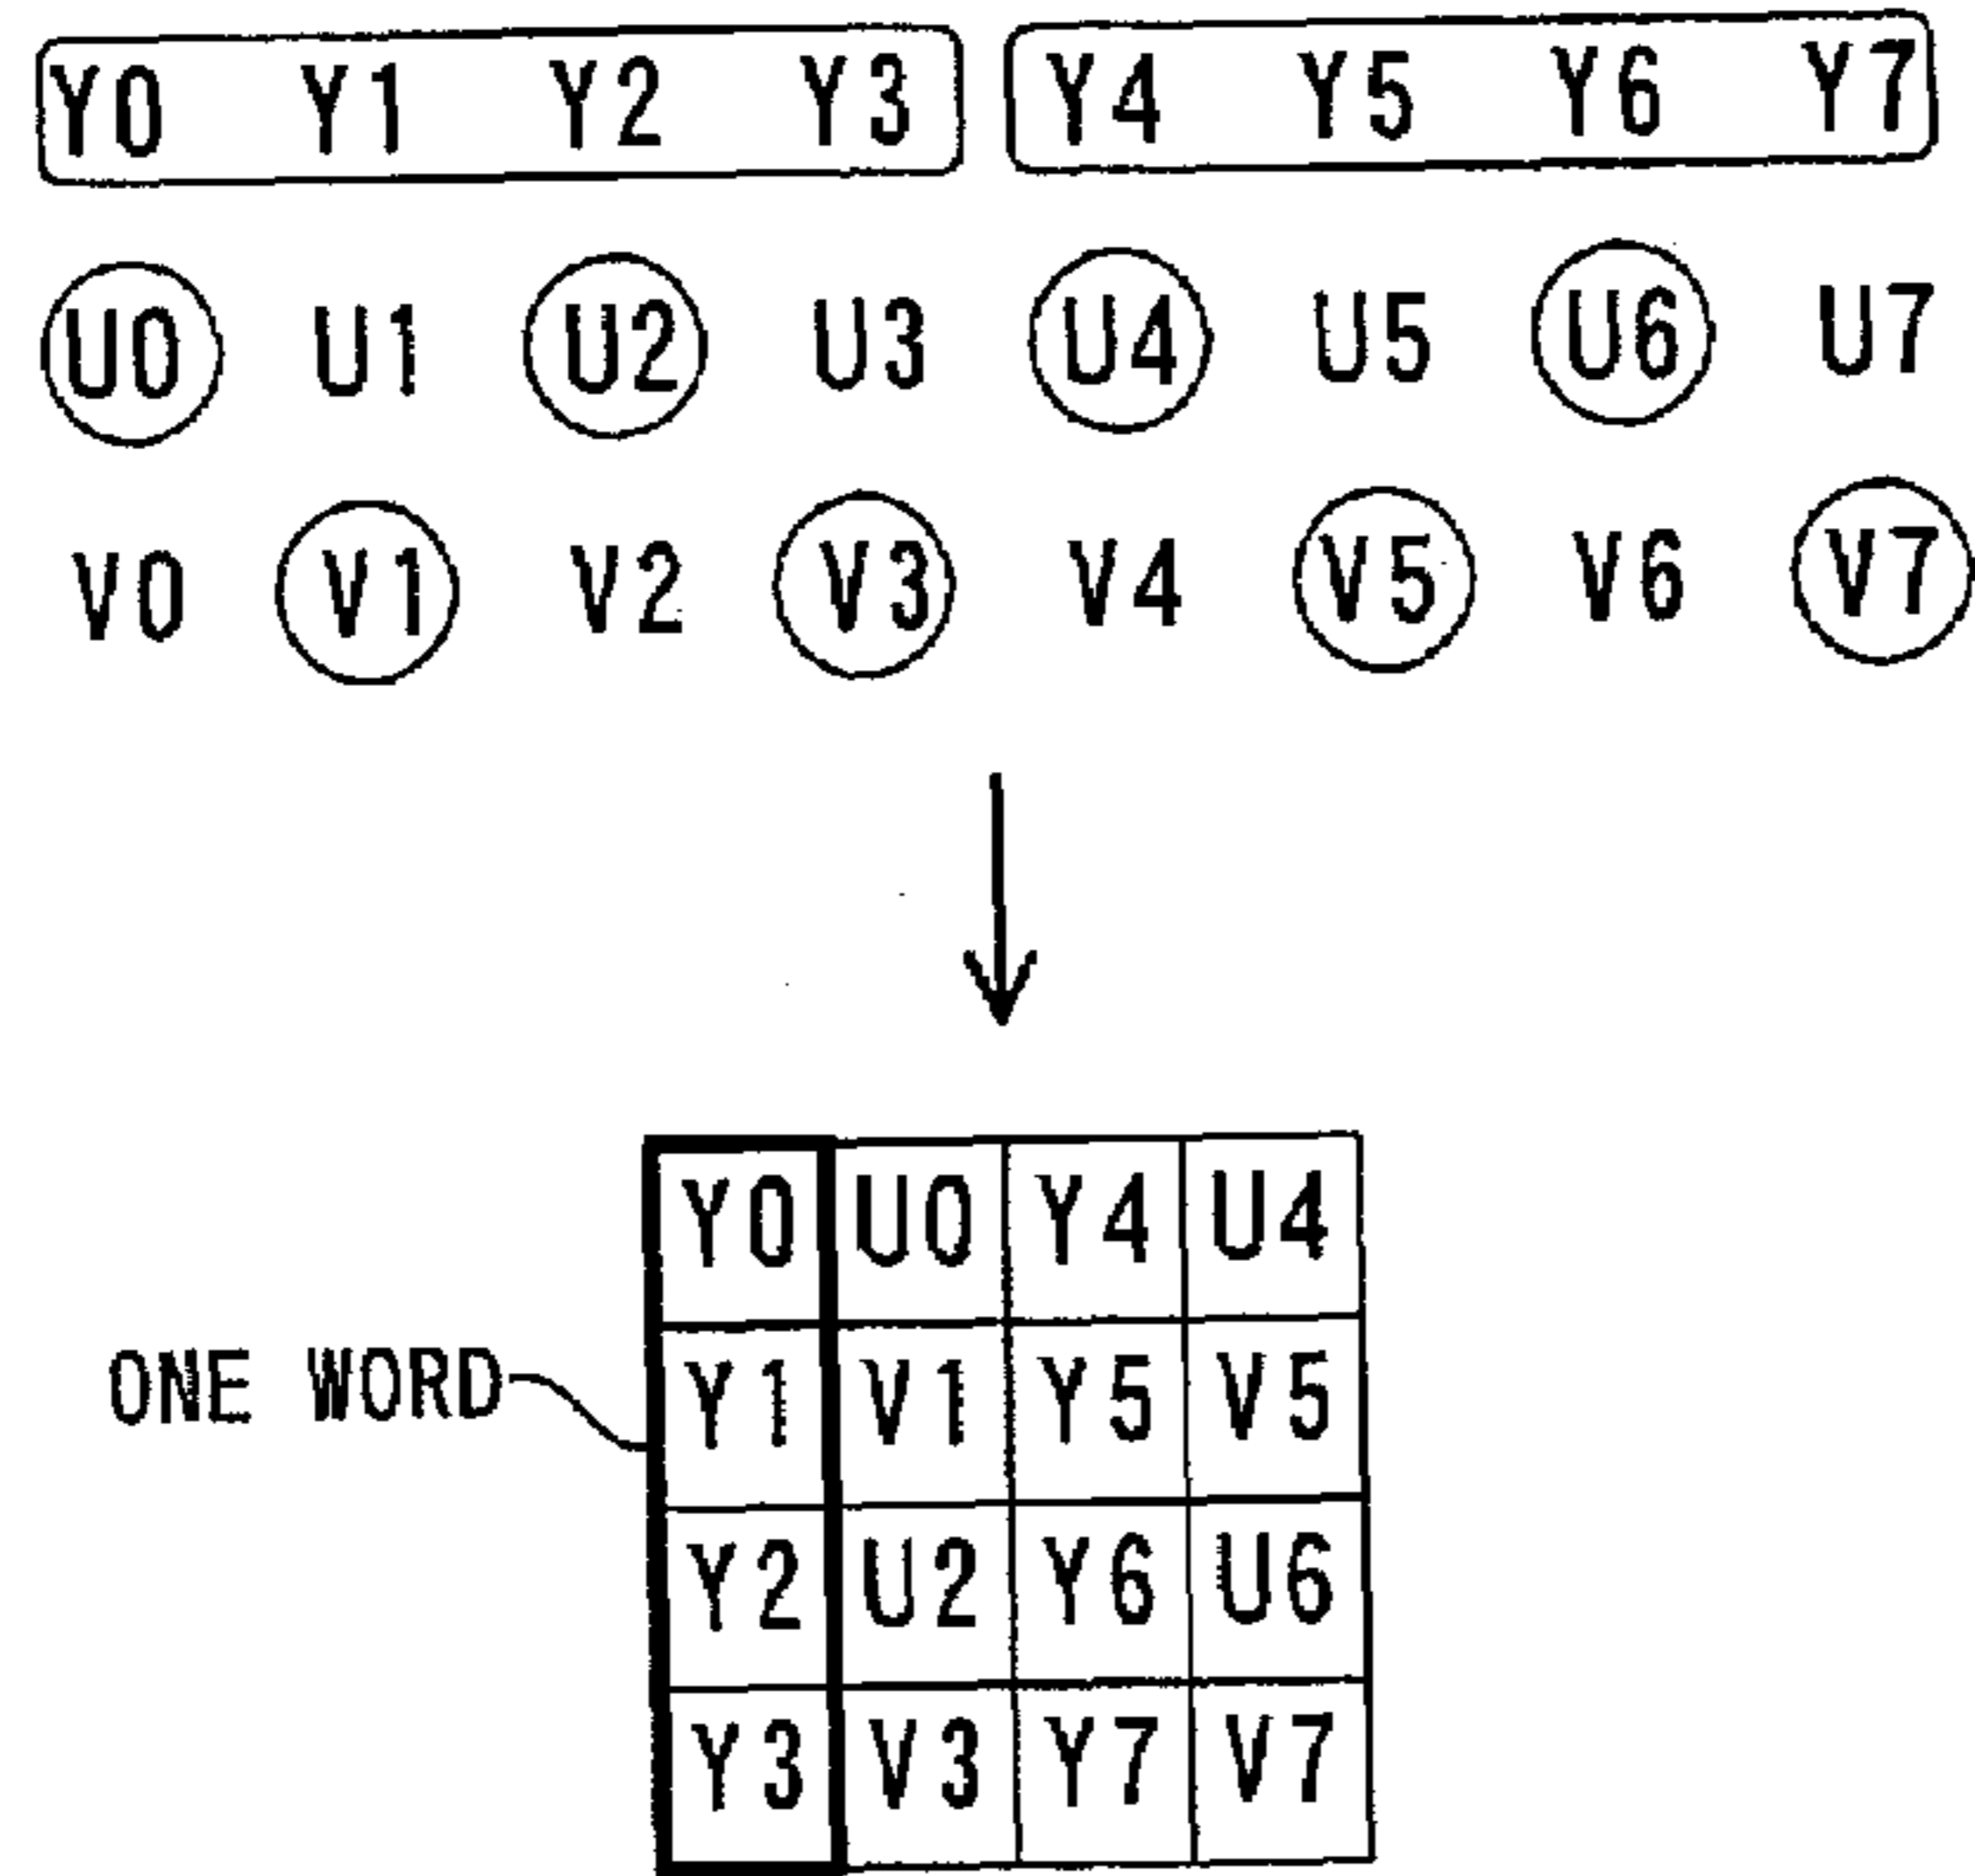 Y0 Y1 Y2 Y3 Y4 Y5 Y6 Y7
U0 U1 U2 U3 U4 U5 U6 U7
V0 V1 V2 V3 V4 V5 V6 V7
Y0 U0 Y4 U4
ONE WORD
Y1 V1 Y5 V5
Y2 U2 Y6 U6
Y3 V3 Y7 V7